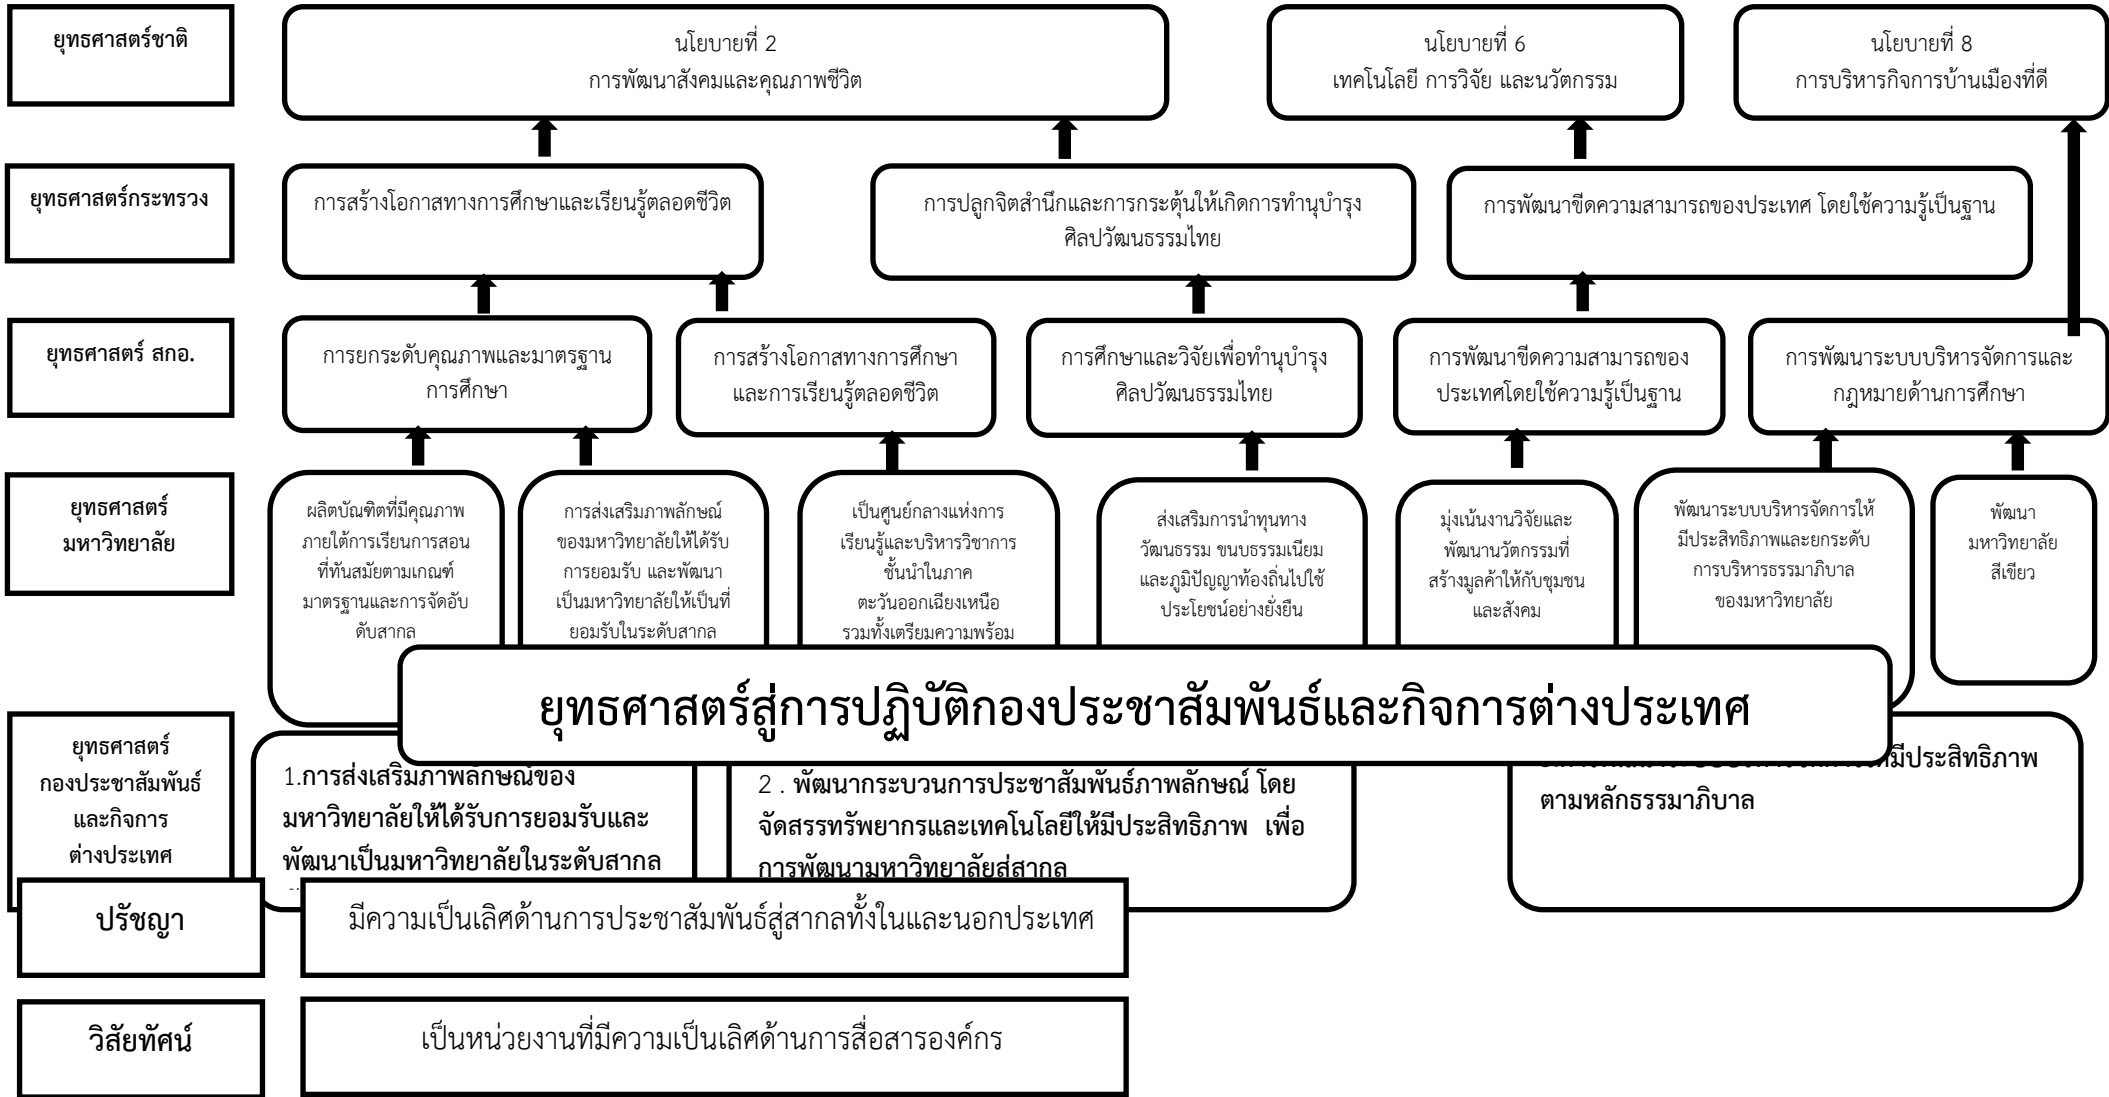 ยุทธศาสตร์ชาติ
นโยบายที่ 2
การพัฒนาสังคมและคุณภาพชีวิต
นโยบายที่ 6
เทคโนโลยี การวิจัย และนวัตกรรม
นโยบายที่ 8
การบริหารกิจการบ้านเมืองที่ดี
ยุทธศาสตร์กระทรวง
การสร้างโอกาสทางการศึกษาและเรียนรู้ตลอดชีวิต
การปลูกจิตสำนึกและการกระตุ้นให้เกิดการทำนุบำรุง
ศิลปวัฒนธรรมไทย
การพัฒนาขีดความสามารถของประเทศ โดยใช้ความรู้เป็นฐาน
ยุทธศาสตร์ สกอ.
การยกระดับคุณภาพและมาตรฐาน
การศึกษา
การสร้างโอกาสทางการศึกษา
และการเรียนรู้ตลอดชีวิต
การศึกษาและวิจัยเพื่อทำนุบำรุง
ศิลปวัฒนธรรมไทย
การพัฒนาขีดความสามารถของ
ประเทศโดยใช้ความรู้เป็นฐาน
การพัฒนาระบบบริหารจัดการและ
กฎหมายด้านการศึกษา
ยุทธศาสตร์
มหาวิทยาลัย
ผลิตบัณฑิตที่มีคุณภาพ
ภายใต้การเรียนการสอน
ที่ทันสมัยตามเกณฑ์
มาตรฐานและการจัดอับ
ดับสากล
การส่งเสริมภาพลักษณ์
ของมหาวิทยาลัยให้ได้รับ
การยอมรับ และพัฒนา
เป็นมหาวิทยาลัยให้เป็นที่
ยอมรับในระดับสากล
เป็นศูนย์กลางแห่งการ
เรียนรู้และบริหารวิชาการ
ชั้นนำในภาค
ตะวันออกเฉียงเหนือ
รวมทั้งเตรียมความพร้อม
ส่งเสริมการนำทุนทาง
วัฒนธรรม ขนบธรรมเนียม
และภูมิปัญญาท้องถิ่นไปใช้
ประโยชน์อย่างยั่งยืน
มุ่งเน้นงานวิจัยและ
พัฒนานวัตกรรมที่
สร้างมูลค้าให้กับชุมชน
และสังคม
พัฒนาระบบบริหารจัดการให้
มีประสิทธิภาพและยกระดับ
การบริหารธรรมาภิบาล
ของมหาวิทยาลัย
พัฒนา
มหาวิทยาลัย
สีเขียว
ยุทธศาสตร์สู่การปฏิบัติกองประชาสัมพันธ์และกิจการต่างประเทศ
ยุทธศาสตร์
กองประชาสัมพันธ์
และกิจการ
ต่างประเทศ
1.การส่งเสริมภาพลักษณ์ของ
มหาวิทยาลัยให้ได้รับการยอมรับและ
พัฒนาเป็นมหาวิทยาลัยในระดับสากล
2 . พัฒนากระบวนการประชาสัมพันธ์ภาพลักษณ์ โดย
จัดสรรทรัพยากรและเทคโนโลยีให้มีประสิทธิภาพ เพื่อ
การพัฒนามหาวิทยาลัยสู่สากล
มีประสิทธิภาพ
ตามหลักธรรมาภิบาล
ปรัชญา
มีความเป็นเลิศด้านการประชาสัมพันธ์สู่สากลทั้งในและนอกประเทศ
วิสัยทัศน์
เป็นหน่วยงานที่มีความเป็นเลิศด้านการสื่อสารองค์กร